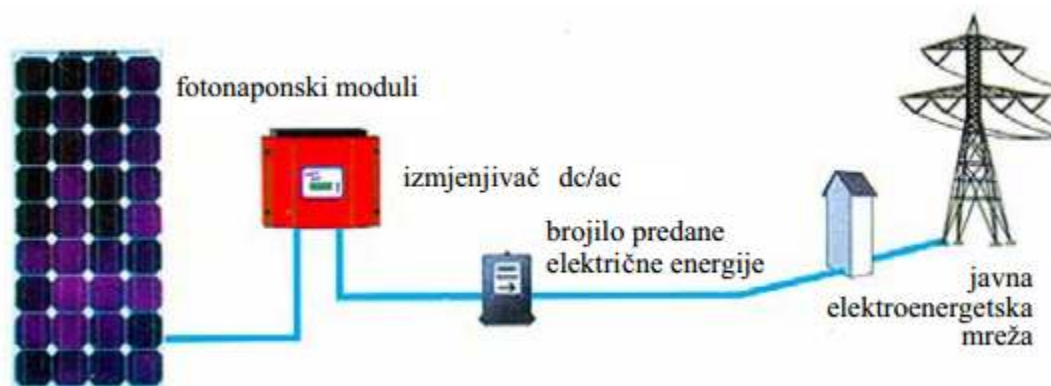 fotonaponski moduli
izmjenjivač dc/ac
brojilo predane
električne energije
javna
elektroenergetska
mreža